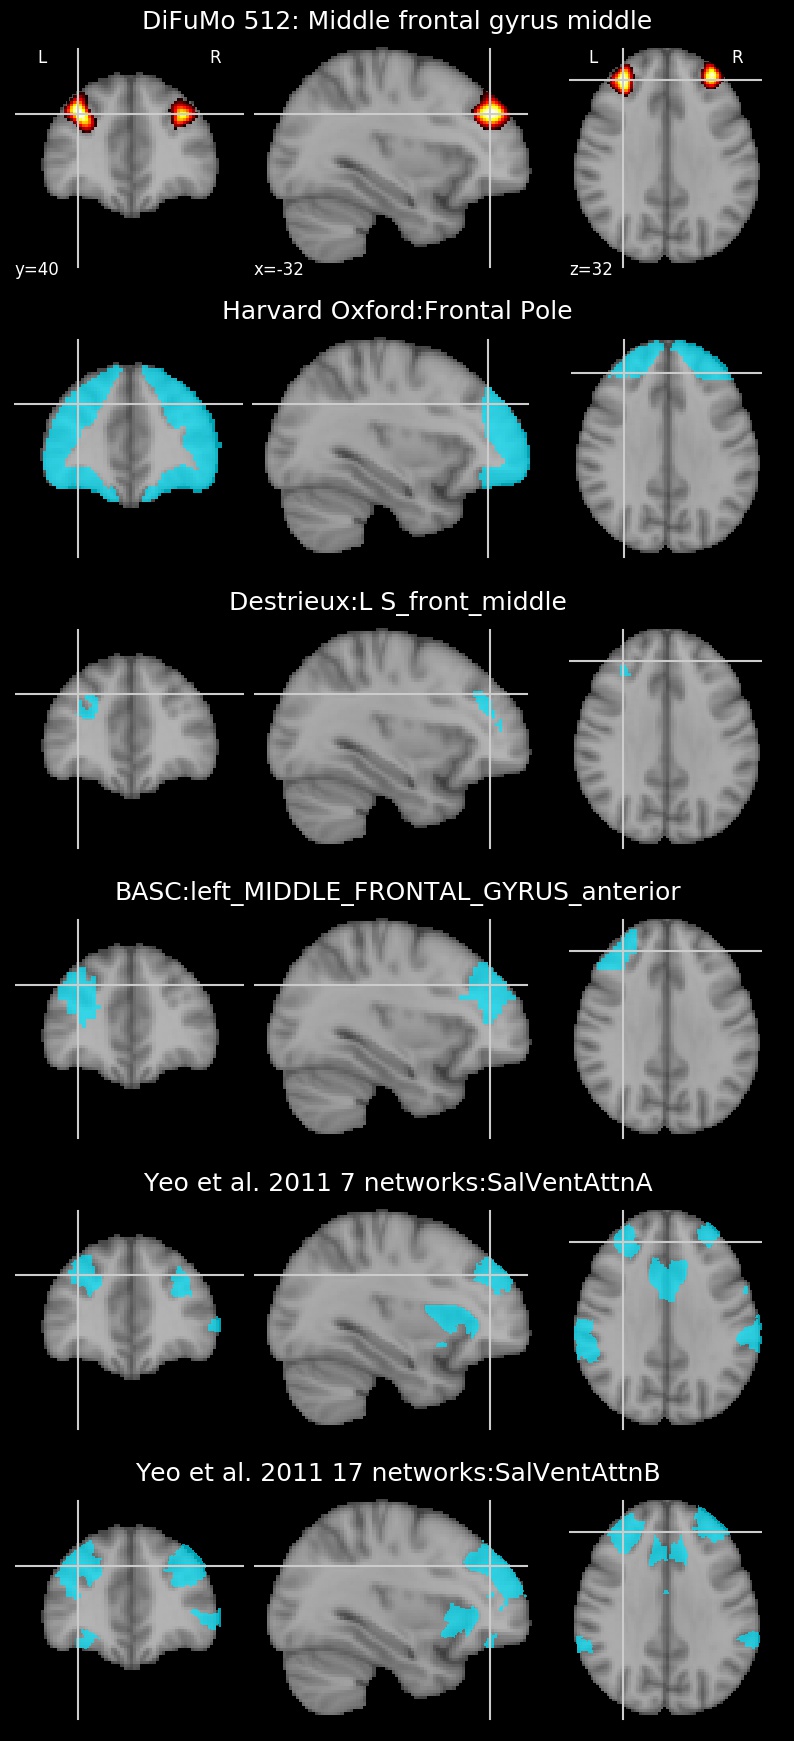 DiFuMo 512: Middle frontal gyrus middle
L R L R
y=40 x=-32 z=32
Harvard Oxford:Frontal Pole
Destrieux:L S_front_middle
BASC:left_MIDDLE_FRONTAL_GYRUS_anterior
Yeo et al. 2011 7 networks:SalVentAttnA
Yeo et al. 2011 17 networks:SalVentAttnB